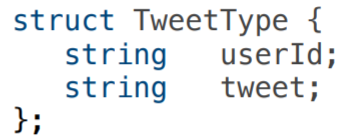 struct TweetType {
   string   userId;
   string   tweet;
};